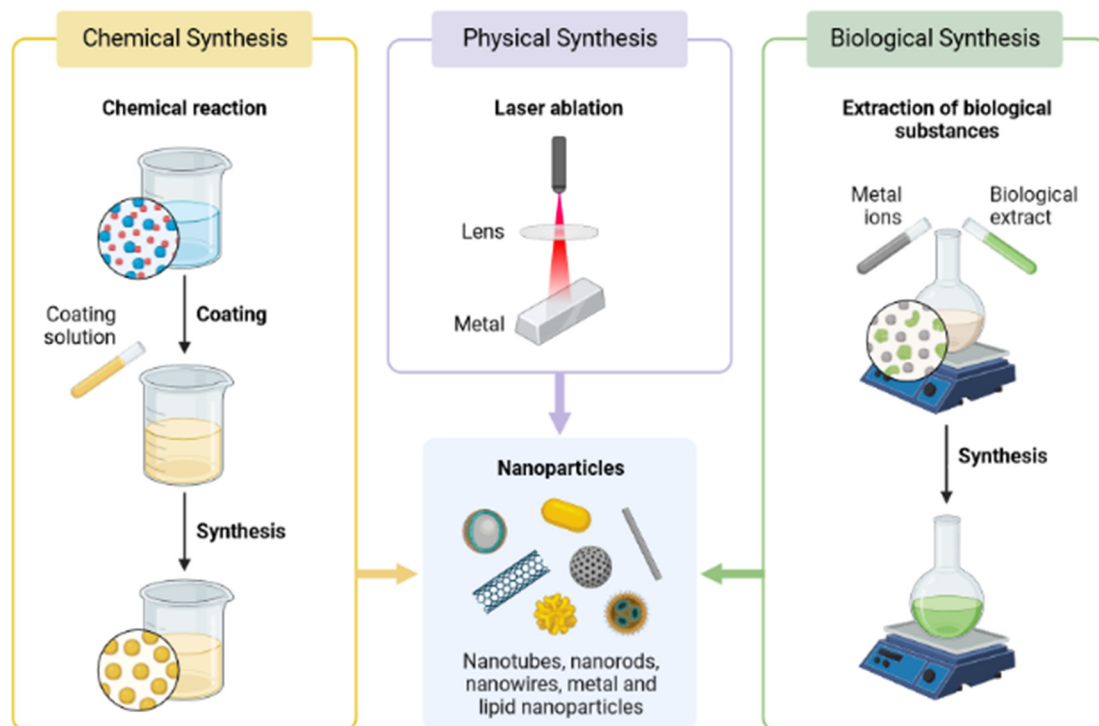 Chemical Synthesis
Chemical reaction
Coating
solution
Coating
Synthesis
Physical Synthesis
Laser ablation
Lens
Metal
Nanoparticles
Nanotubes, nanorods,
nanowires, metal and
lipid nanoparticles
Biological Synthesis
Extraction of biological
substances
Metal
ions
Biological
extract
Synthesis